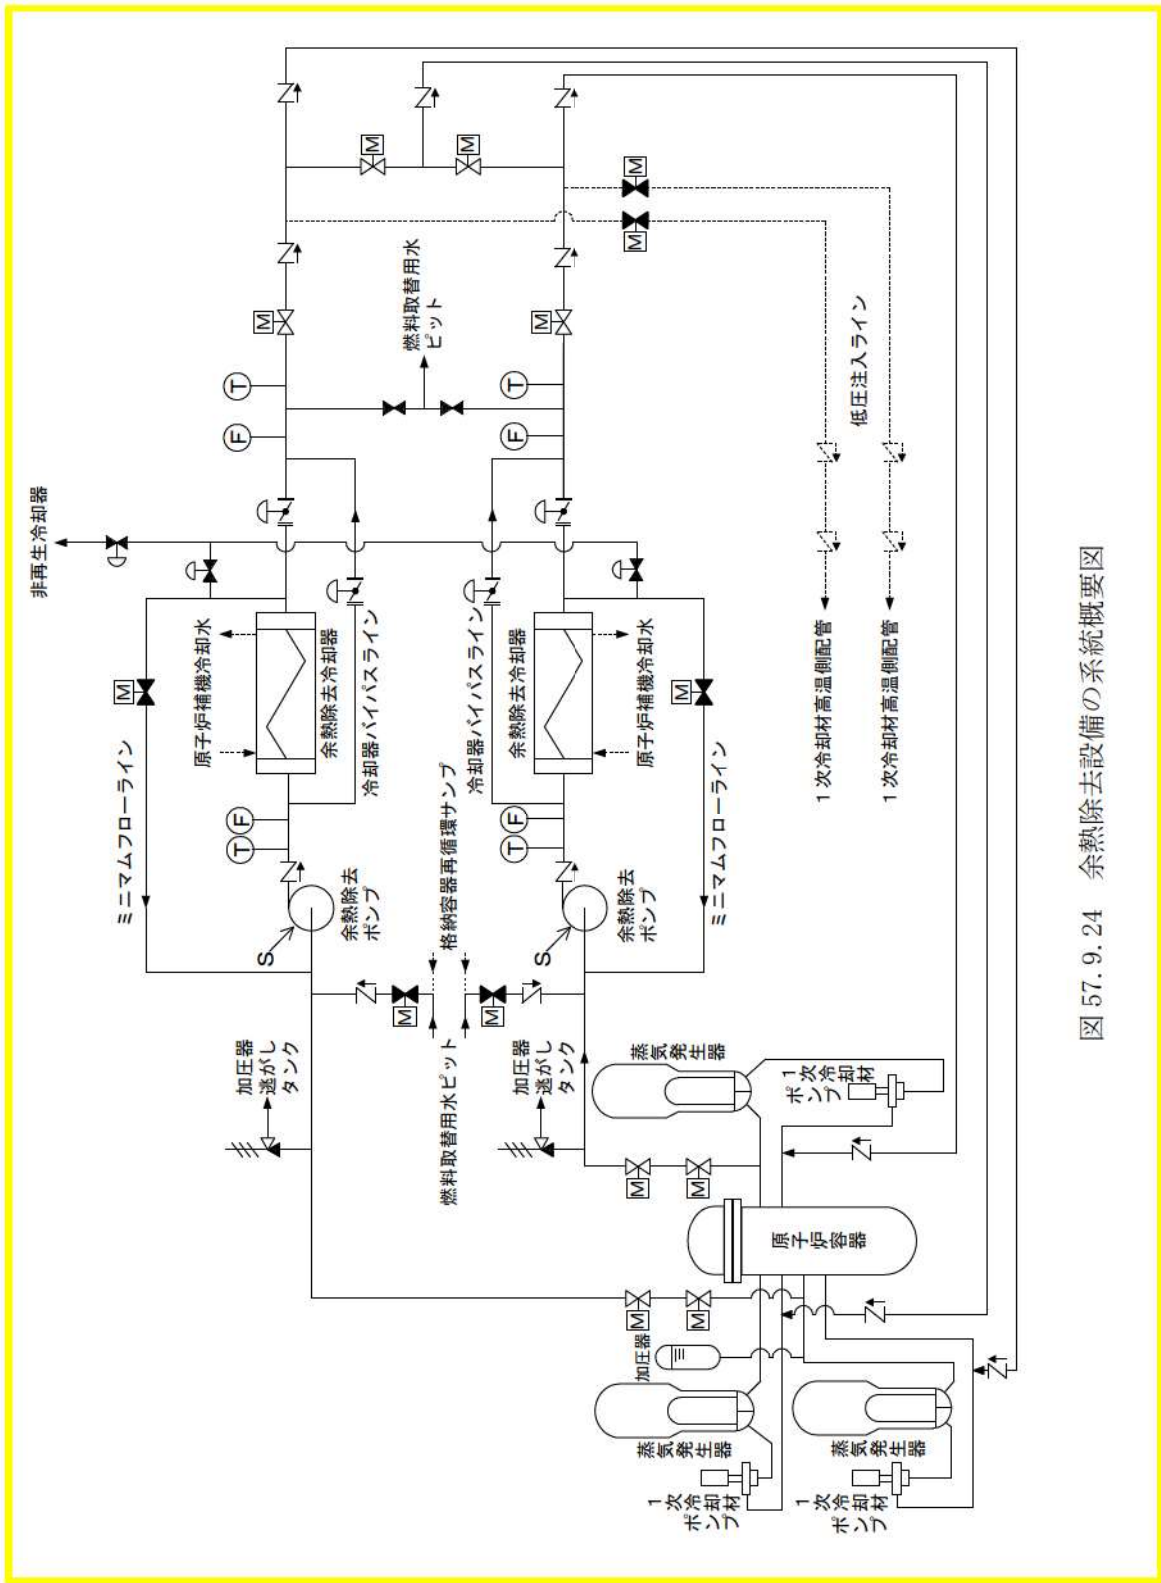 非再生冷却器
ミニマムフローライン
M
原子炉補機冷却水
余熱除去冷却器
冷却器バイパスライン
T
F
余熱除去
ポンプ
S
F
T
M
M
M
燃料取替用水
ピット
F
T
M
M
M
冷却器バイパスライン
余熱除去冷却器
原子炉補機冷却水
T
F
余熱除去
ポンプ
S
M
ミニマムフローライン
格納容器再循環サンプ
燃料取替用水ピット
M
M
加圧器
逃がし
タンク
加圧器
逃がし
タンク
低圧注入ライン
1次冷却材高温側配管
1次冷却材高温側配管
蒸気発生器
1次冷却材
ポンプ
M
M
原子炉容器
M
M
加圧器
蒸気発生器
1次冷却材
ポンプ
蒸気発生器
1次冷却材
ポンプ
図 57.9.24 余熱除去設備の系統概要図